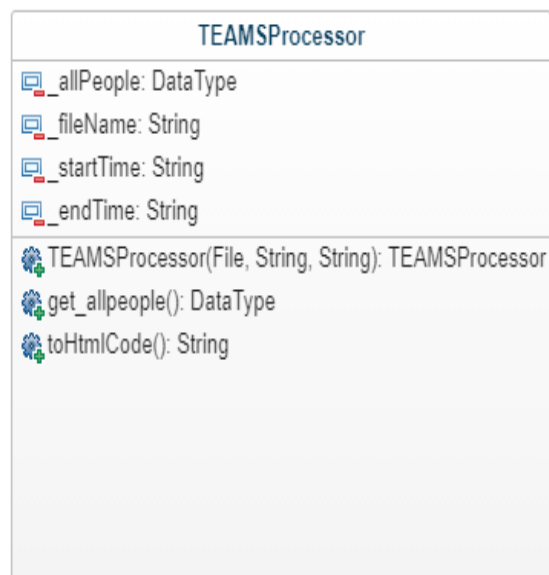 TEAMSProcessor
_allPeople: DataType
_fileName: String
_startTime: String
_endTime: String
TEAMSProcessor(File, String, String): TEAMSProcessor
get_allpeople(): DataType
toHtmlCode(): String